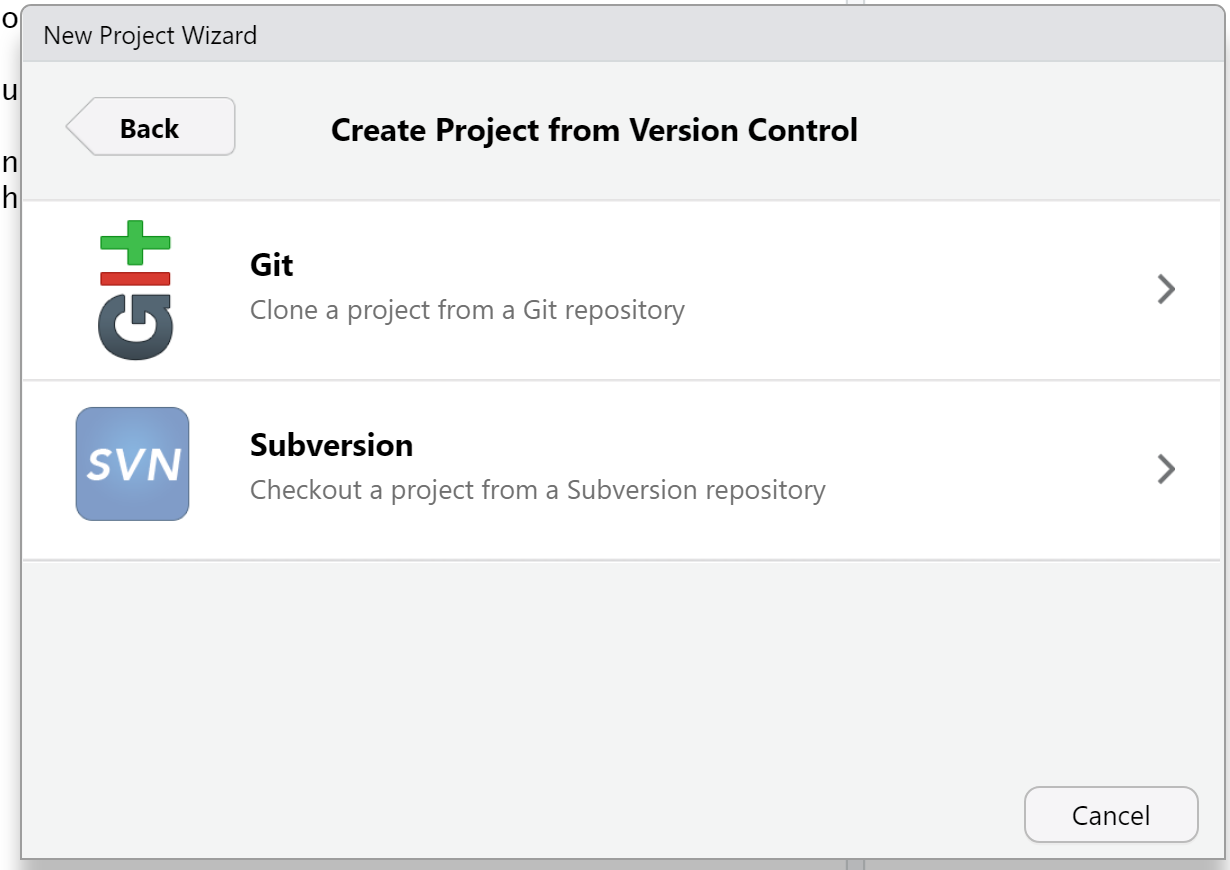 o
New Project Wizard
u
Back
Create Project from Version Control
n
h
GIt
Git
Clone a project from a Git repository
SVN
Subversion
Checkout a project from a Subversion repository
Cancel